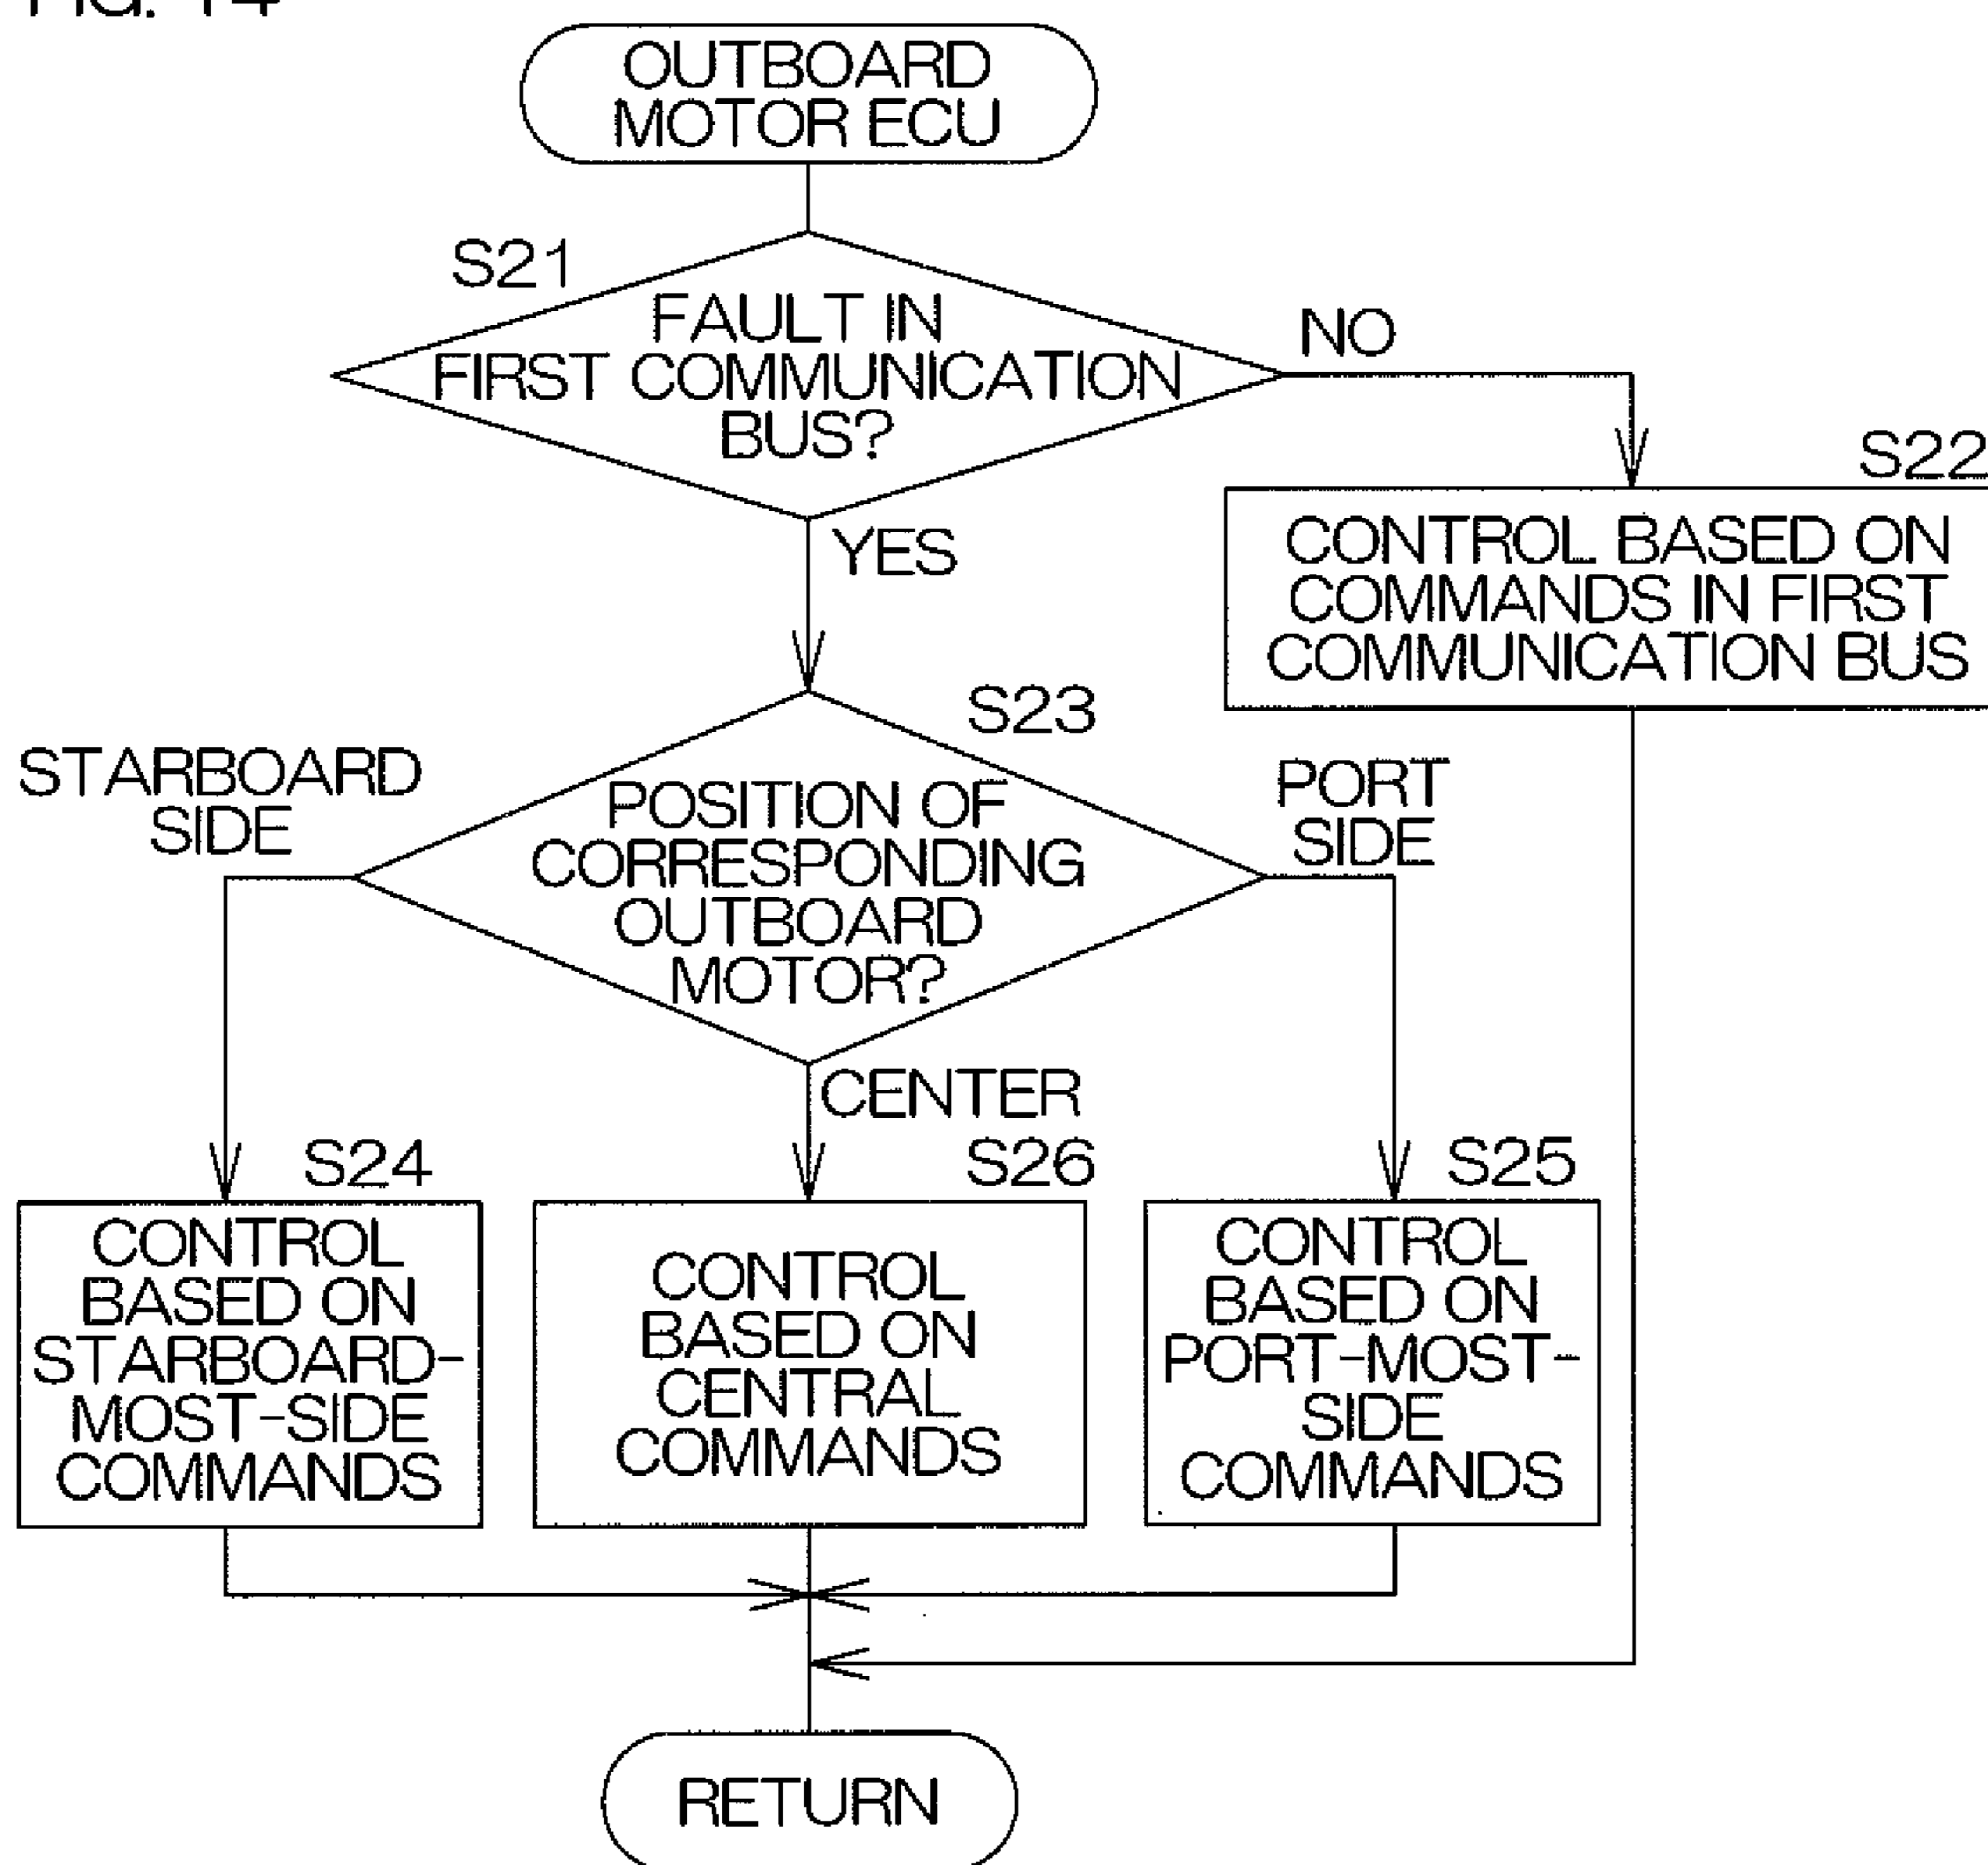 FIG. 14
OUTBOARD
MOTOR ECU
S21
FAULT IN
FIRST COMMUNICATION
BUS?
NO
YES
S22
CONTROL BASED ON
COMMANDS IN FIRST
COMMUNICATION BUS
S23
STARBOARD
SIDE
POSITION OF
CORRESPONDING
OUTBOARD
MOTOR?
PORT
SIDE
CENTER
S24
CONTROL
BASED ON
STARBOARD-
MOST-SIDE
COMMANDS
S26
CONTROL
BASED ON
CENTRAL
COMMANDS
S25
CONTROL
BASED ON
PORT-MOST-
SIDE
COMMANDS
RETURN